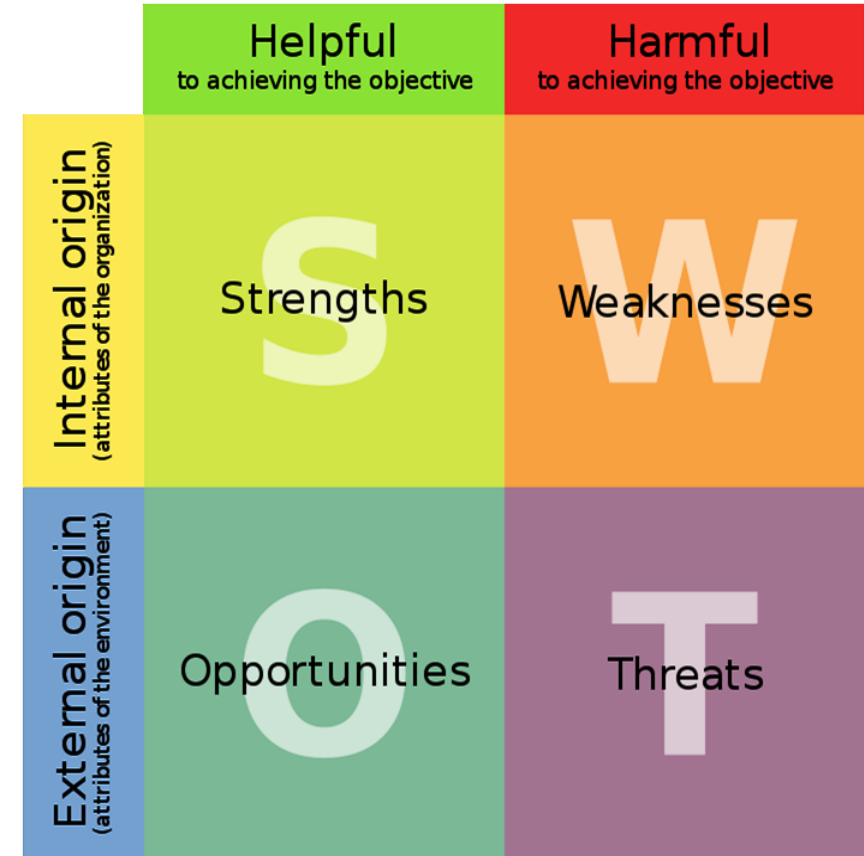 Helpful
to achieving the objective
Harmful
to achieving the objective
Internal origin
(attributes of the organization)
S
Strengths
W
Weaknesses
External origin
(attributes of the environment)
O
Opportunities
T
Threats